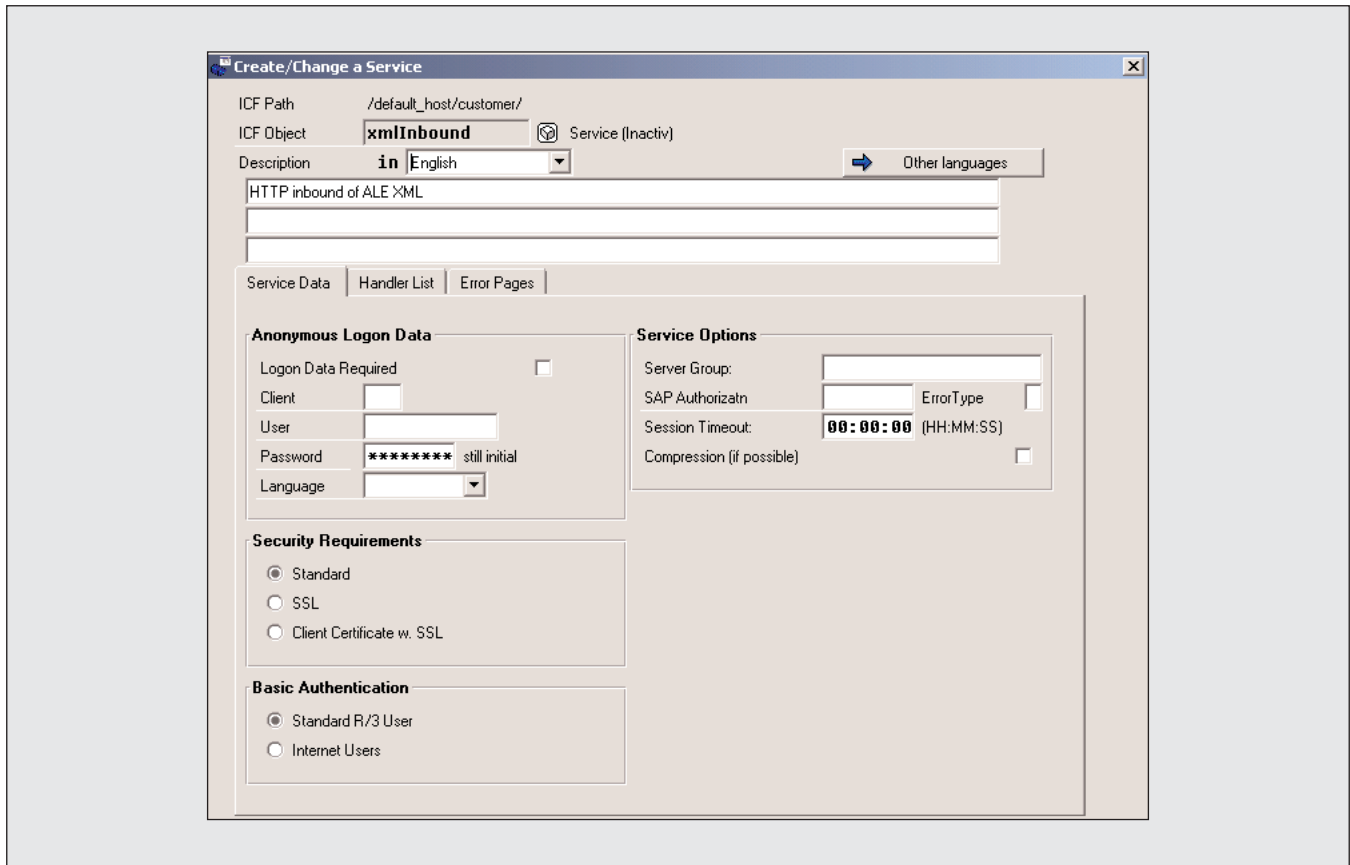 Create/Change a Service
ICF Path /default_host/customer/
ICF Object xmlInbound Service (Inactiv)
Description in English Other languages
HTTP inbound of ALE XML
Service Data Handler List Error Pages
Anonymous Logon Data
Logon Data Required
Client
User
Password ******** still initial
Language
Service Options
Server Group:
SAP Authorizatn ErrorType
Session Timeout: 00:00:00 (HH:MM:SS)
Compression (if possible)
Security Requirements
Standard
SSL
Client Certificate w. SSL
Basic Authentication
Standard R/3 User
Internet Users